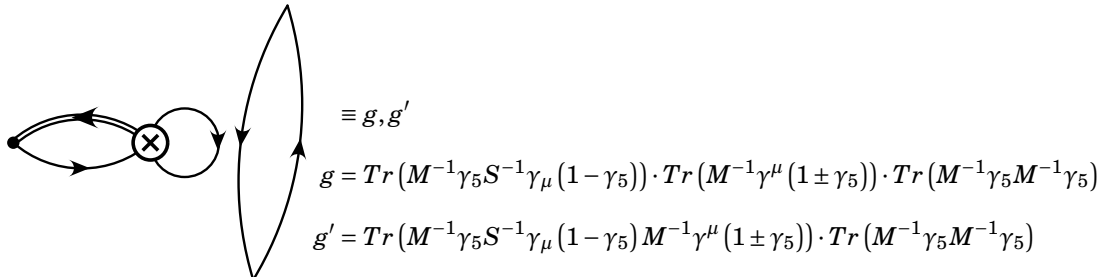 ≡ g, g′
g = Tr(M⁻¹γ₅S⁻¹γ_μ(1−γ₅)) · Tr(M⁻¹γ^μ(1±γ₅)) · Tr(M⁻¹γ₅M⁻¹γ₅)
g′ = Tr(M⁻¹γ₅S⁻¹γ_μ(1−γ₅)M⁻¹γ^μ(1±γ₅)) · Tr(M⁻¹γ₅M⁻¹γ₅)